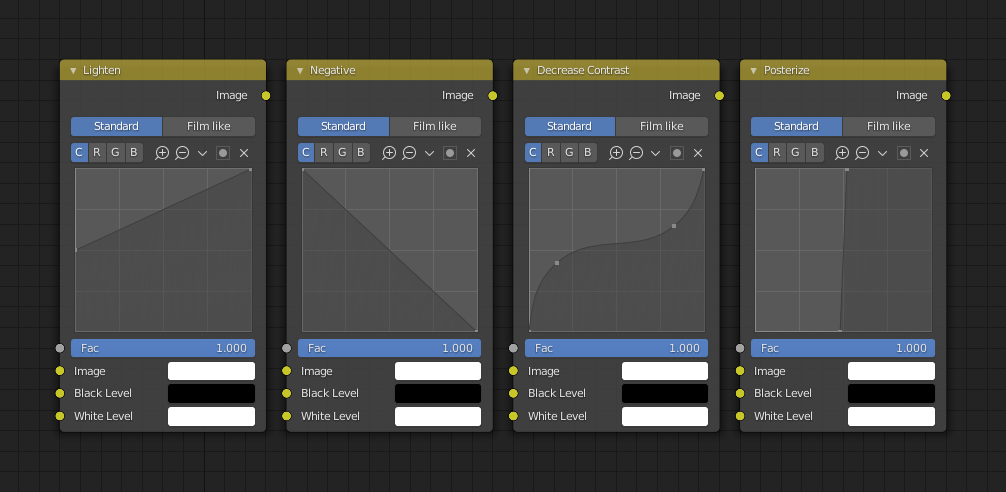 Lighten
Image
Standard Film like
C R G B
Fac 1.000
Image
Black Level
White Level
Negative
Image
Standard Film like
C R G B
Fac 1.000
Image
Black Level
White Level
Decrease Contrast
Image
Standard Film like
C R G B
Fac 1.000
Image
Black Level
White Level
Posterize
Image
Standard Film like
C R G B
Fac 1.000
Image
Black Level
White Level